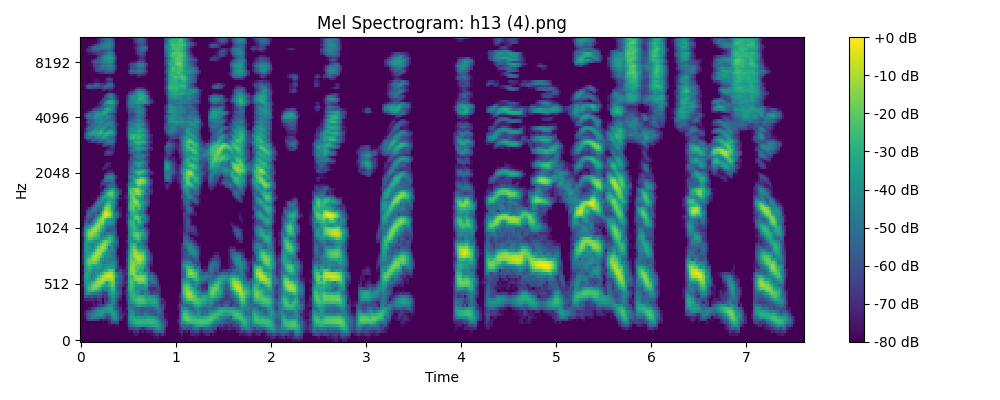 Mel Spectrogram: h13 (4).png
Hz
8192
4096
2048
1024
512
0
0 1 2 3 4 5 6 7
Time
+0 dB
-10 dB
-20 dB
-30 dB
-40 dB
-50 dB
-60 dB
-70 dB
-80 dB